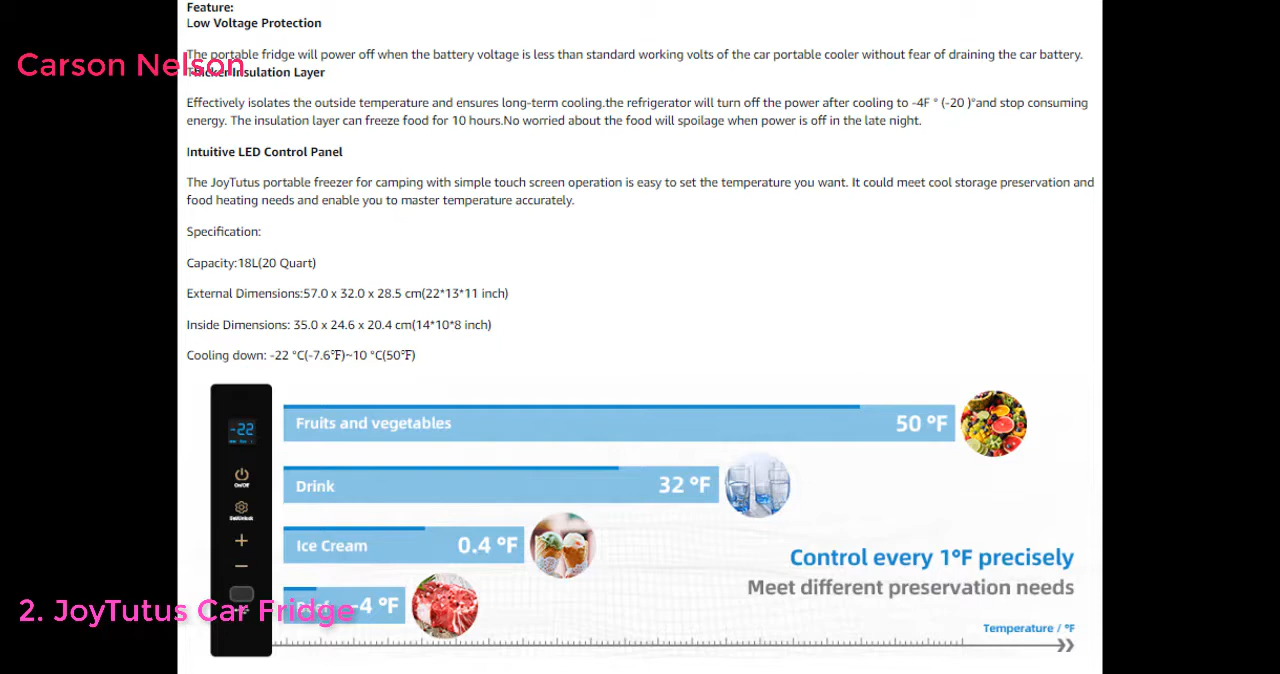 Feature:
Low Voltage Protection
The portable fridge will power off when the battery voltage is less than standard working volts of the car portable cooler without fear of draining the car battery.
Carson Nelson
Thicker Insulation Layer
Effectively isolates the outside temperature and ensures long-term cooling.the refrigerator will turn off the power after cooling to -4F ° (-20 )°and stop consuming
energy. The insulation layer can freeze food for 10 hours.No worried about the food will spoilage when power is off in the late night.
Intuitive LED Control Panel
The JoyTutus portable freezer for camping with simple touch screen operation is easy to set the temperature you want. It could meet cool storage preservation and
food heating needs and enable you to master temperature accurately.
Specification:
Capacity:18L(20 Quart)
External Dimensions:57.0 x 32.0 x 28.5 cm(22*13*11 inch)
Inside Dimensions: 35.0 x 24.6 x 20.4 cm(14*10*8 inch)
Cooling down: -22 °C(-7.6℉)~10 °C(50℉)
Fruits and vegetables 50 °F
-22
Drink 32 °F
On/Off
Ice Cream 0.4 °F
Control every 1°F precisely
Meet different preservation needs
-4 °F
2. JoyTutus Car Fridge
Temperature / °F